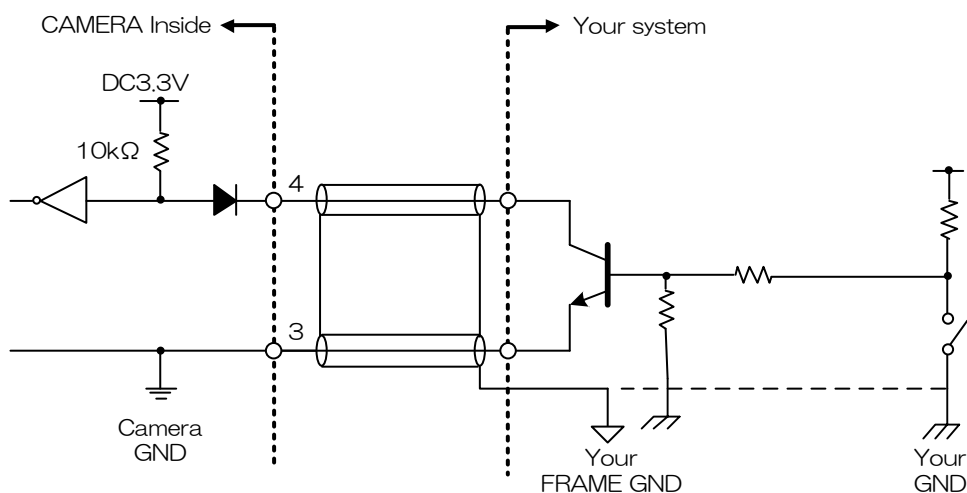 CAMERA Inside
Your system
DC3.3V
10kΩ
4
3
Camera
GND
Your
FRAME GND
Your
GND